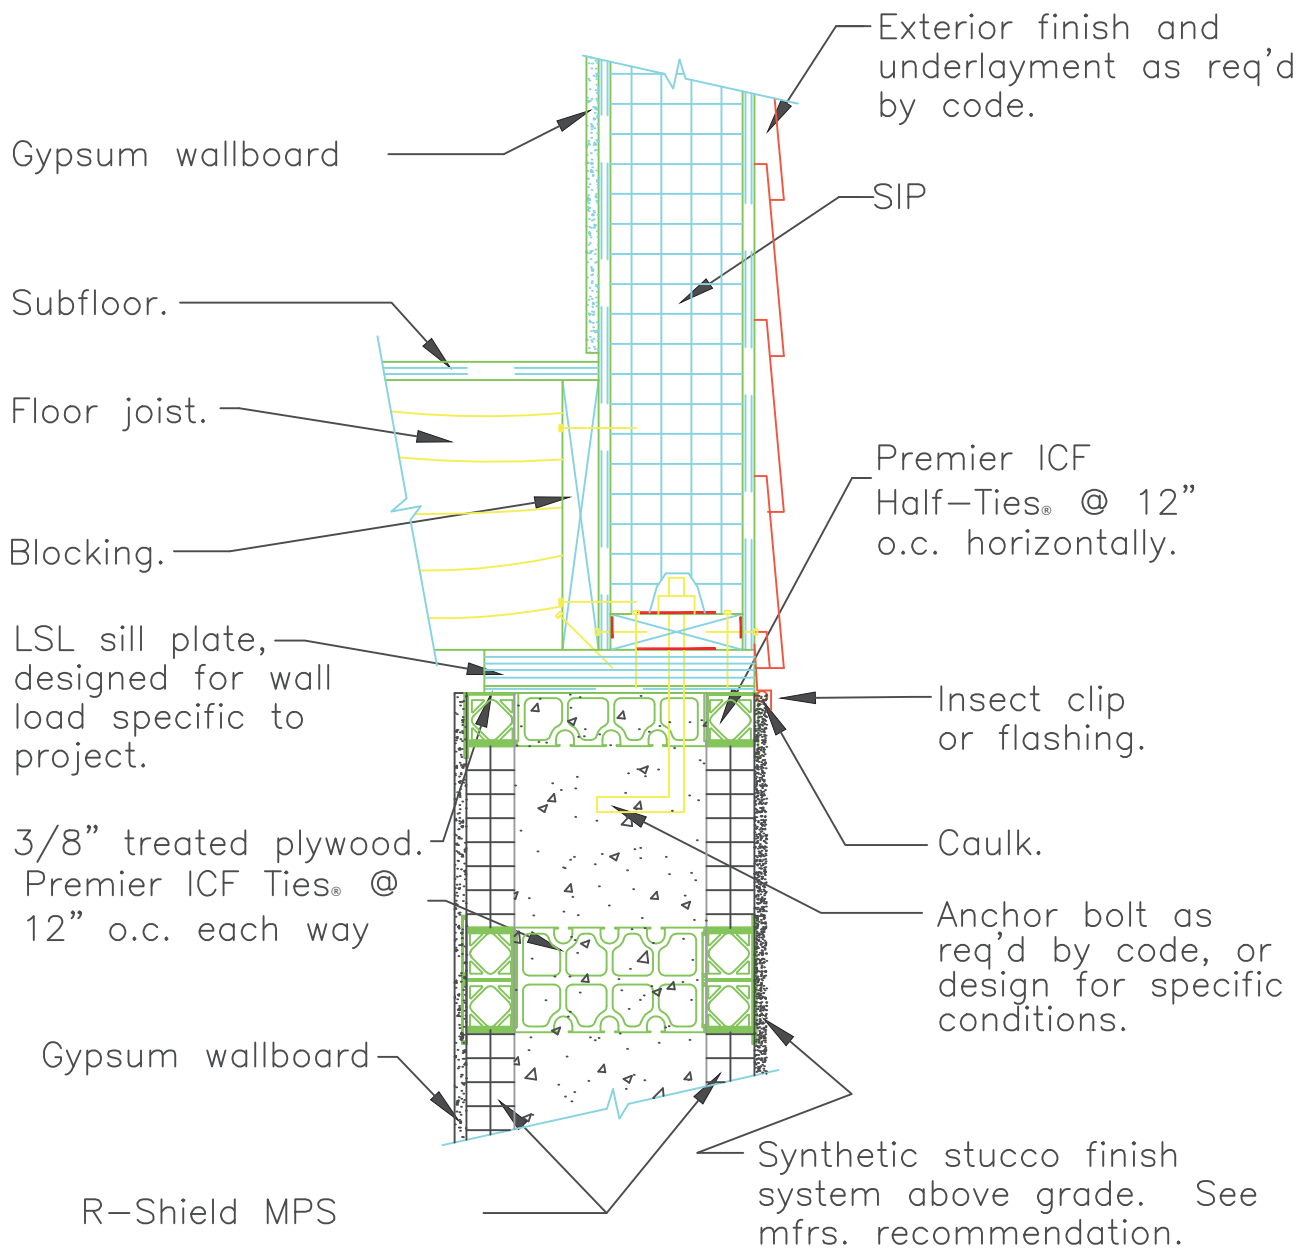 Exterior finish and
underlayment as req'd
by code.
Gypsum wallboard
SIP
Subfloor.
Floor joist.
Premier ICF
Half-Ties® @ 12"
o.c. horizontally.
Blocking.
LSL sill plate,
designed for wall
load specific to
project.
Insect clip
or flashing.
3/8" treated plywood.
Caulk.
Premier ICF Ties® @
12" o.c. each way
Anchor bolt as
req'd by code, or
design for specific
conditions.
Gypsum wallboard
Synthetic stucco finish
system above grade. See
mfrs. recommendation.
R-Shield MPS